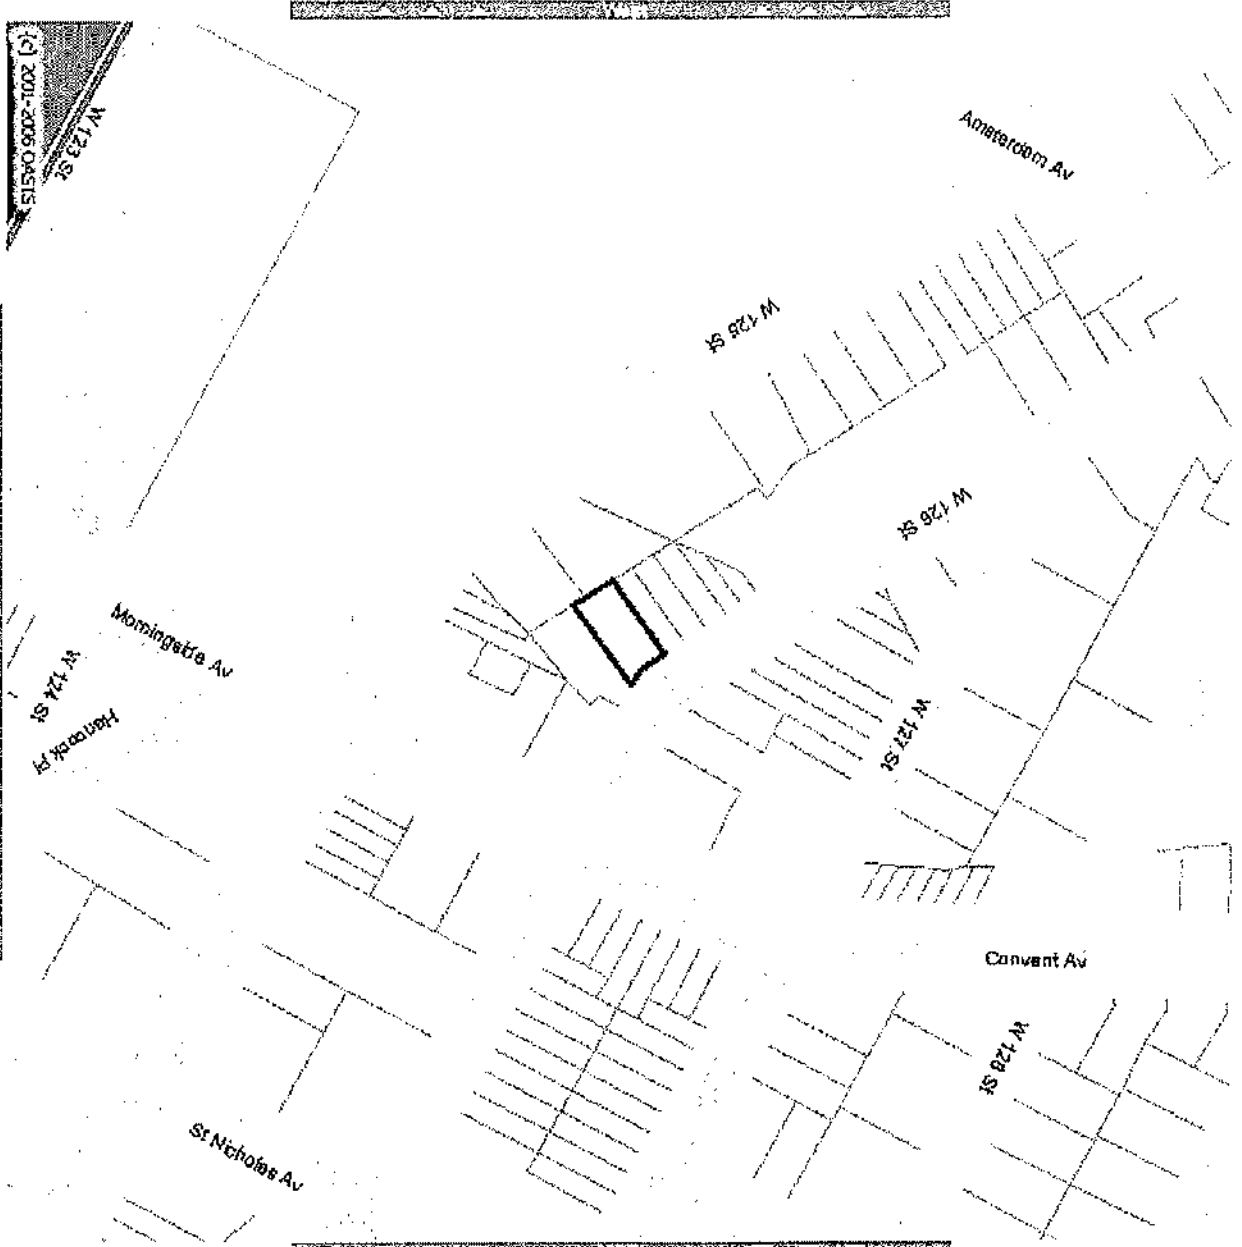 (c) 2001-2006 OASIS
W 123 St
Amsterdam Av
W 125 St
W 126 St
Morningside Av
W 124 St
Hancock Pl
W 127 St
Convent Av
W 128 St
St Nicholas Av